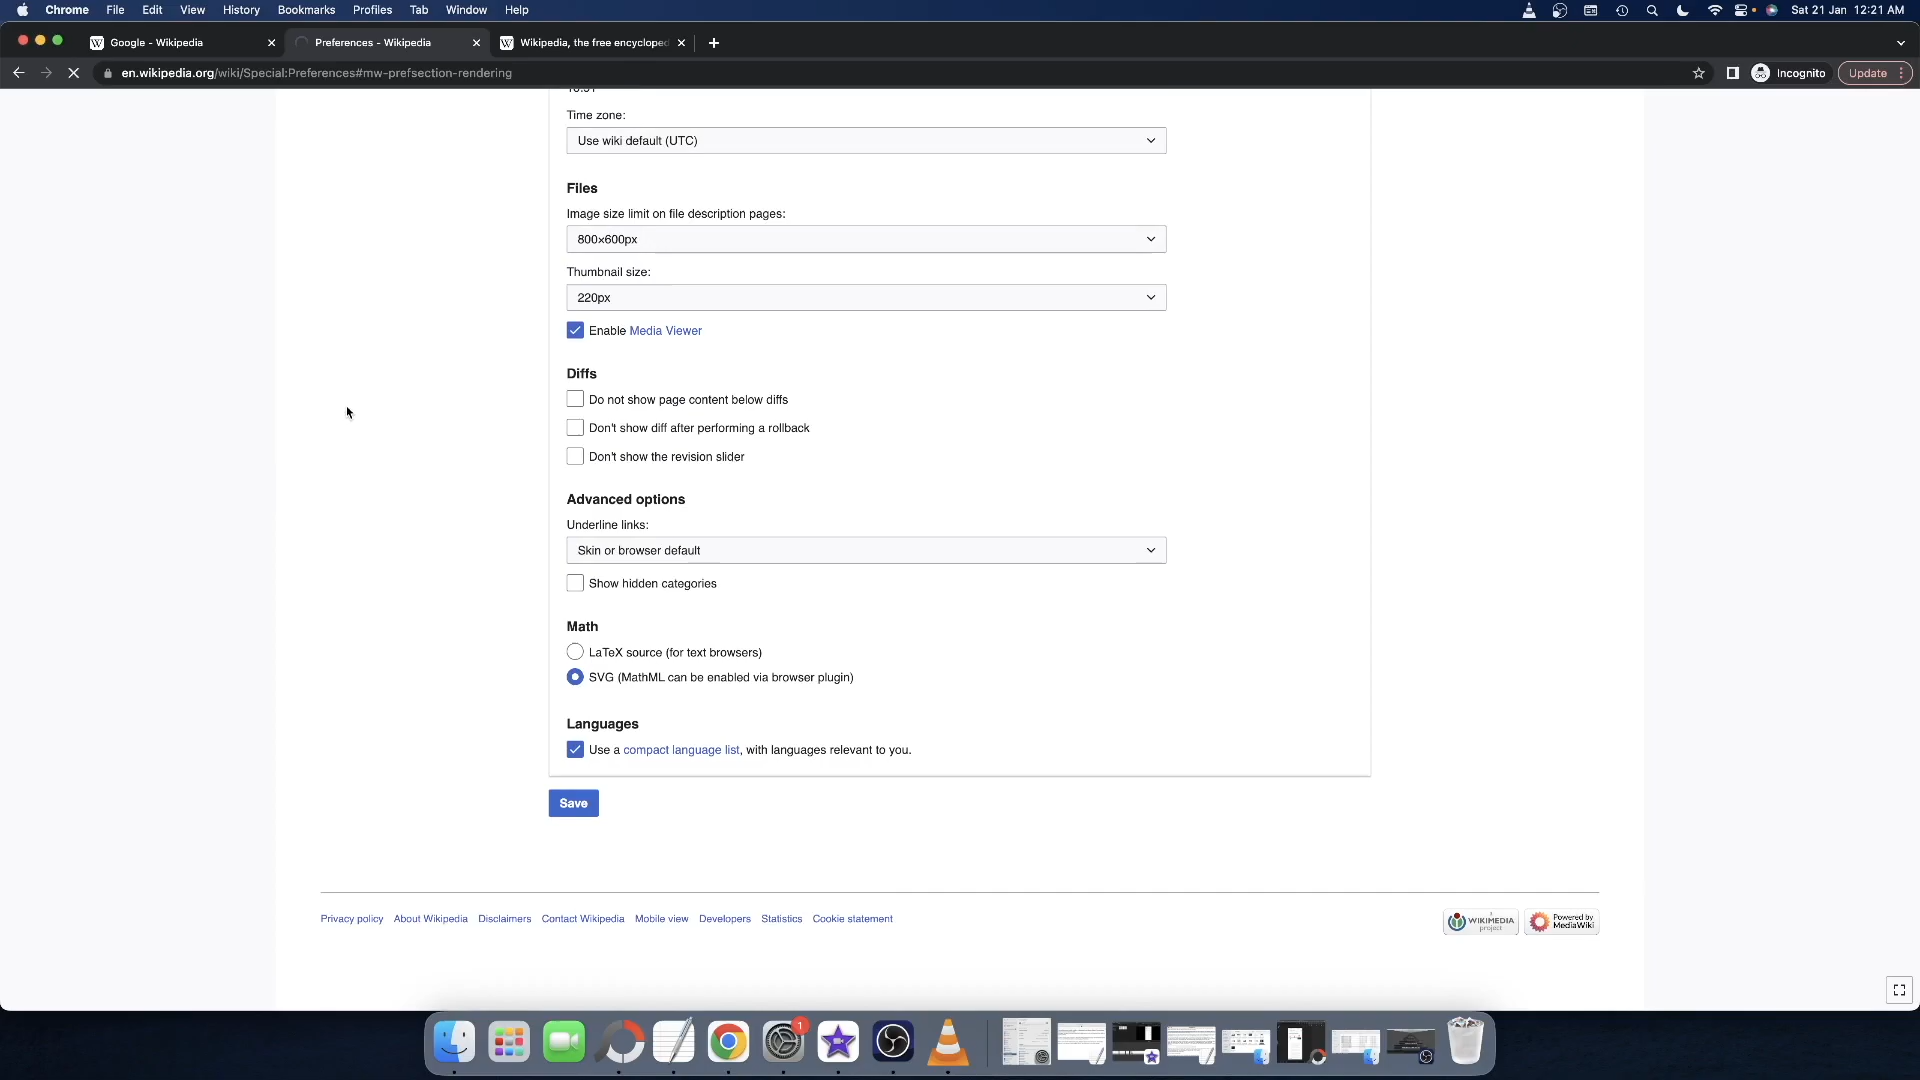 Chrome File Edit View History Bookmarks Profiles Tab Window Help
Sat 21 Jan 12:21 AM
Google - Wikipedia
Preferences - Wikipedia
Wikipedia, the free encycloped
en.wikipedia.org/wiki/Special:Preferences#mw-prefsection-rendering
Incognito
Update
Time zone:
Use wiki default (UTC)
Files
Image size limit on file description pages:
800×600px
Thumbnail size:
220px
Enable Media Viewer
Diffs
Do not show page content below diffs
Don't show diff after performing a rollback
Don't show the revision slider
Advanced options
Underline links:
Skin or browser default
Show hidden categories
Math
LaTeX source (for text browsers)
SVG (MathML can be enabled via browser plugin)
Languages
Use a compact language list, with languages relevant to you.
Save
Privacy policy About Wikipedia Disclaimers Contact Wikipedia Mobile view Developers Statistics Cookie statement
WIKIMEDIA
project
Powered by
MediaWiki
1